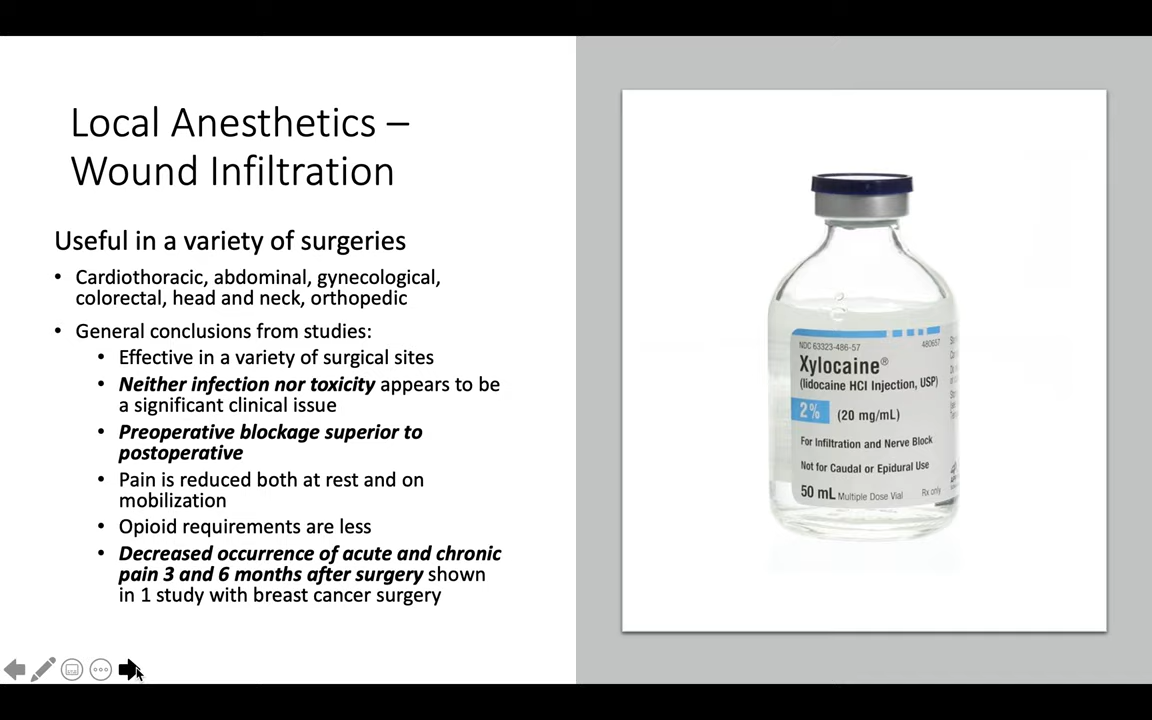 Local Anesthetics –
Wound Infiltration
Useful in a variety of surgeries
• Cardiothoracic, abdominal, gynecological,
colorectal, head and neck, orthopedic
• General conclusions from studies:
• Effective in a variety of surgical sites
• Neither infection nor toxicity appears to be
a significant clinical issue
• Preoperative blockage superior to
postoperative
• Pain is reduced both at rest and on
mobilization
• Opioid requirements are less
• Decreased occurrence of acute and chronic
pain 3 and 6 months after surgery shown
in 1 study with breast cancer surgery
NDC 63323-486-57 480657
Xylocaine®
(lidocaine HCl Injection, USP)
2% (20 mg/mL)
For Infiltration and Nerve Block
Not for Caudal or Epidural Use
50 mL Multiple Dose Vial Rx only